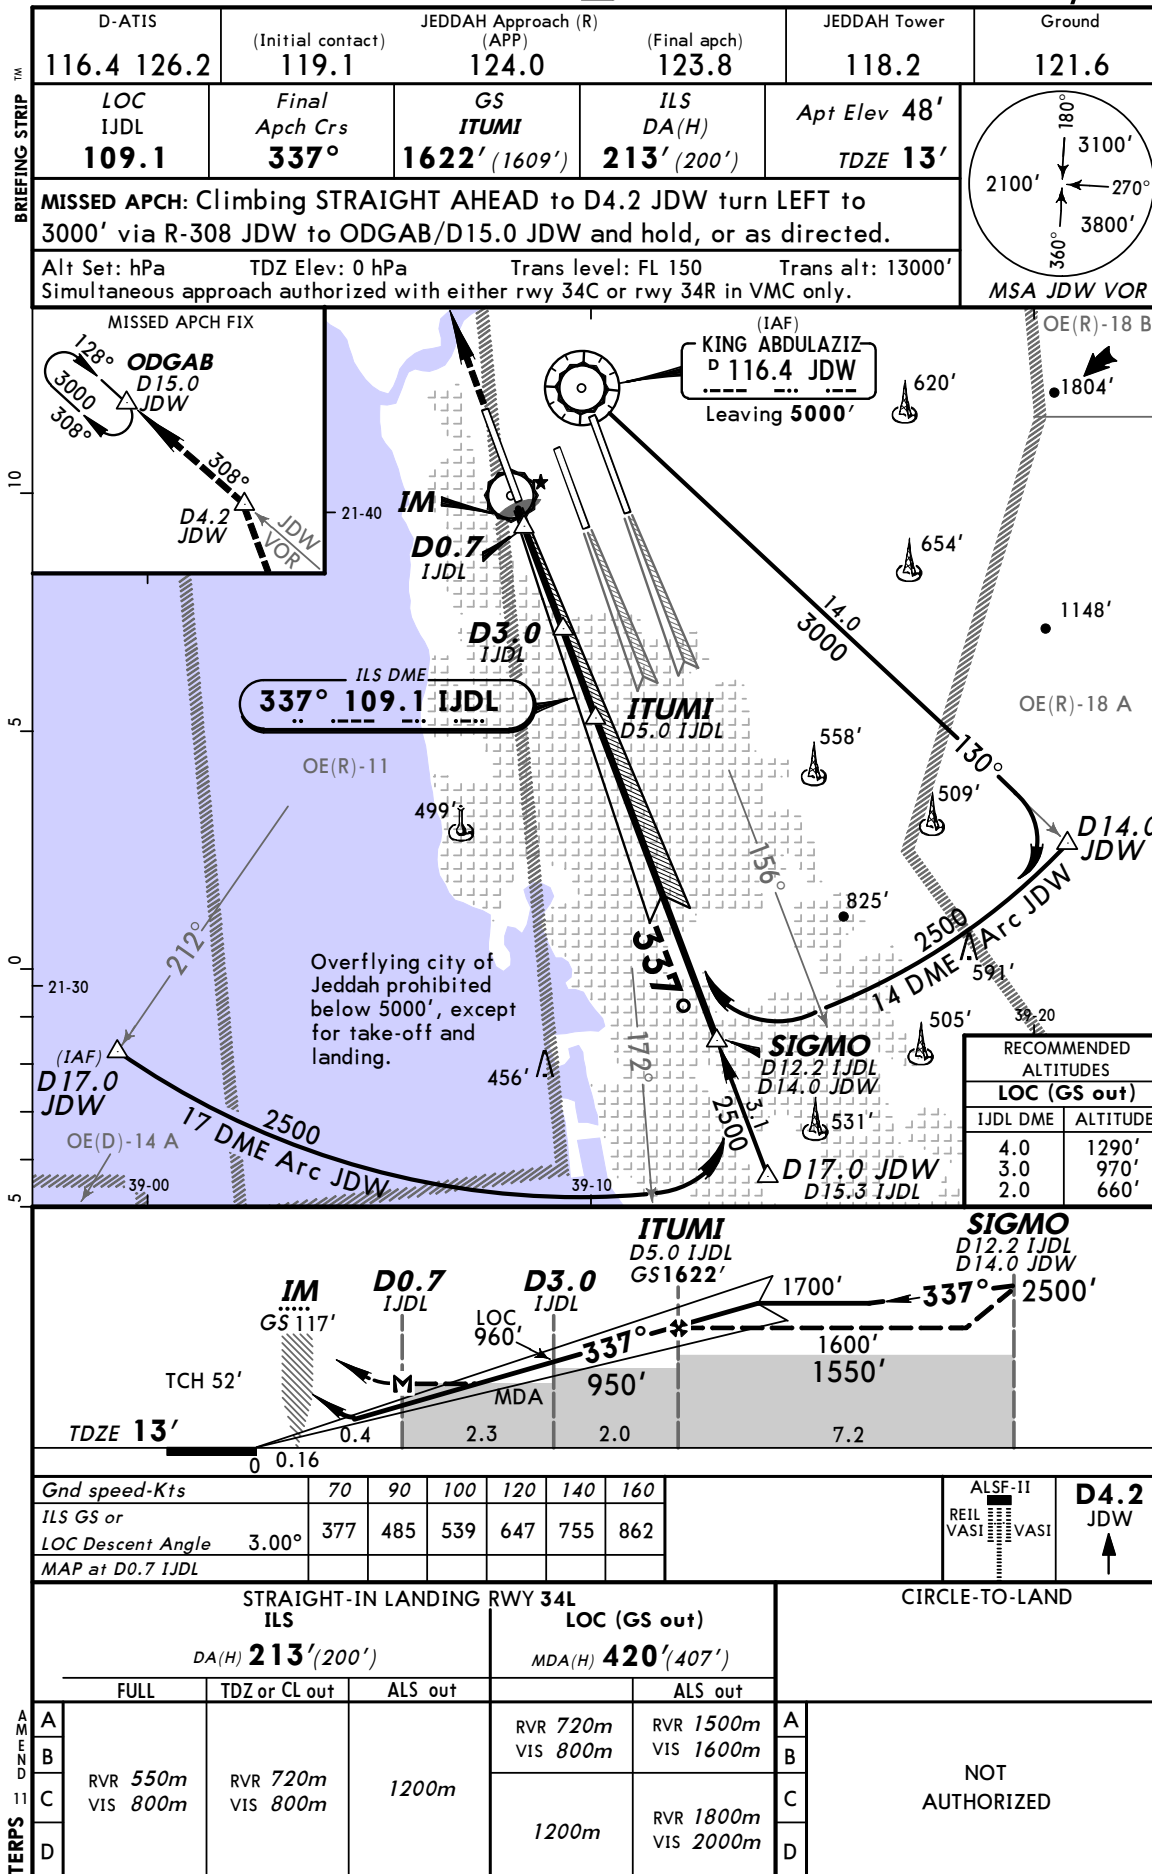 D-ATIS
116.4 126.2
JEDDAH Approach (R)
(Initial contact) (APP) (Final apch)
119.1 124.0 123.8
JEDDAH Tower
118.2
Ground
121.6
BRIEFING STRIP TM
LOC
IJDL
109.1
Final
Apch Crs
337°
GS
ITUMI
1622' (1609')
ILS
DA(H)
213' (200')
Apt Elev 48'
TDZE 13'
MISSED APCH: Climbing STRAIGHT AHEAD to D4.2 JDW turn LEFT to
3000' via R-308 JDW to ODGAB/D15.0 JDW and hold, or as directed.
Alt Set: hPa TDZ Elev: 0 hPa Trans level: FL 150 Trans alt: 13000'
Simultaneous approach authorized with either rwy 34C or rwy 34R in VMC only.
180°
3100'
2100'
270°
3800'
360°
MSA JDW VOR
MISSED APCH FIX
128°
3000
308°
ODGAB
D15.0
JDW
308°
D4.2
JDW
JDW
VOR
(IAF)
KING ABDULAZIZ
D 116.4 JDW
Leaving 5000'
OE(R)-18 B
1804'
620'
10
21-40
IM
D0.7
IJDL
654'
14.0
3000
1148'
D3.0
IJDL
ILS DME
337° 109.1 IJDL
ITUMI
D5.0 IJDL
OE(R)-18 A
5
OE(R)-11
558'
130°
509'
499'
D14.0
JDW
156°
825'
212°
337°
2500
14 DME Arc JDW
591'
0
21-30
Overflying city of
Jeddah prohibited
below 5000', except
for take-off and
landing.
39-20
505'
172°
SIGMO
D12.2 IJDL
D14.0 JDW
(IAF)
D17.0
JDW
456'
3.1
2500
531'
2500
17 DME Arc JDW
OE(D)-14 A
39-00
39-10
D17.0 JDW
D15.3 IJDL
5
RECOMMENDED
ALTITUDES
LOC (GS out)
IJDL DME ALTITUDE
4.0 1290'
3.0 970'
2.0 660'
ITUMI
D5.0 IJDL
GS 1622'
SIGMO
D12.2 IJDL
D14.0 JDW
IM
GS 117'
D0.7
IJDL
D3.0
IJDL
LOC
960'
1700'
337°
2500'
337°
1600'
1550'
950'
TCH 52'
M
MDA
TDZE 13'
0.4 2.3 2.0 7.2
0 0.16
Gnd speed-Kts 70 90 100 120 140 160
ILS GS or
LOC Descent Angle 3.00° 377 485 539 647 755 862
MAP at D0.7 IJDL
ALSF-II
REIL
VASI VASI
D4.2
JDW
STRAIGHT-IN LANDING RWY 34L
ILS
DA(H) 213' (200')
LOC (GS out)
MDA(H) 420' (407')
CIRCLE-TO-LAND
FULL TDZ or CL out ALS out ALS out
A
B
C
D
RVR 550m
VIS 800m
RVR 720m
VIS 800m
1200m
RVR 720m
VIS 800m
RVR 1500m
VIS 1600m
1200m
RVR 1800m
VIS 2000m
A
B
C
D
NOT
AUTHORIZED
AMEND 11
TERPS